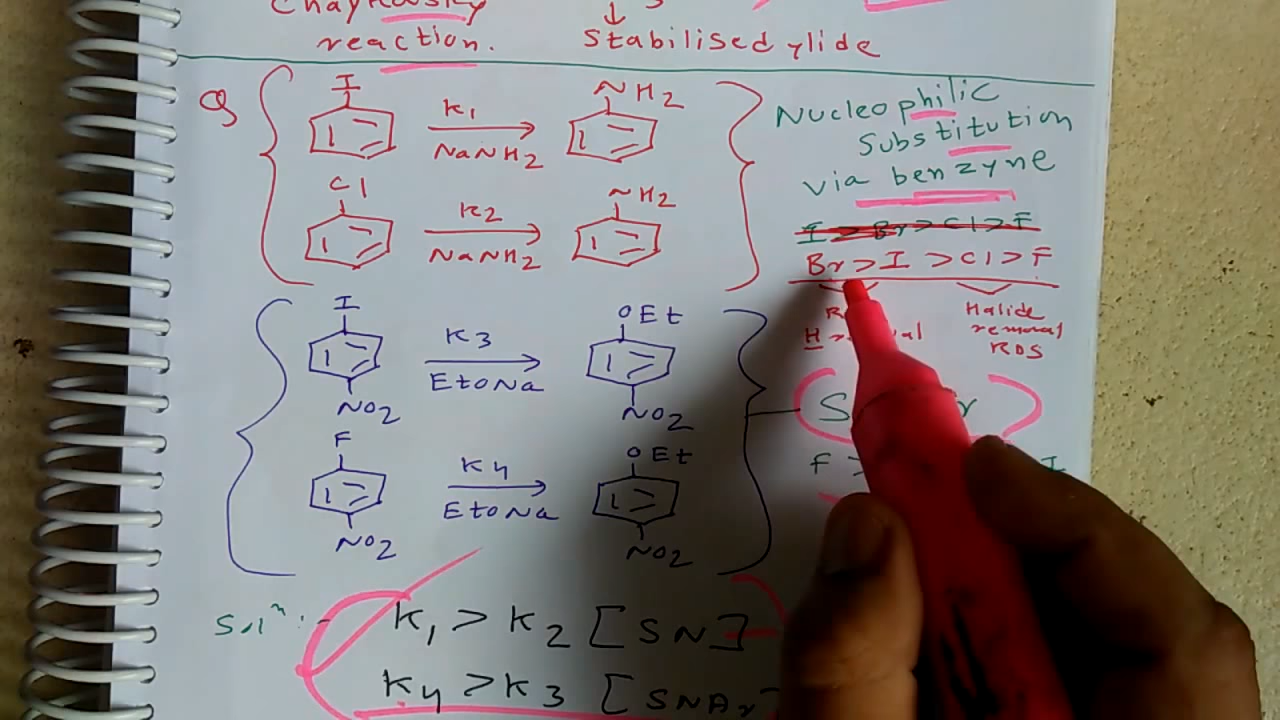 reaction.
Stabilised ylide
Q
I
K1
NaNH2
NH2
Cl
K2
NaNH2
NH2
Nucleophilic
Substitution
via benzyne
I > Br > Cl > F
Br > I > Cl > F
H
Halide
removal
RDS
I
NO2
K3
EtONa
OEt
NO2
F
NO2
K4
EtONa
OEt
NO2
F >
I
Soln :-
K1 > K2 [SN]
K4 > K3 [SNAr]